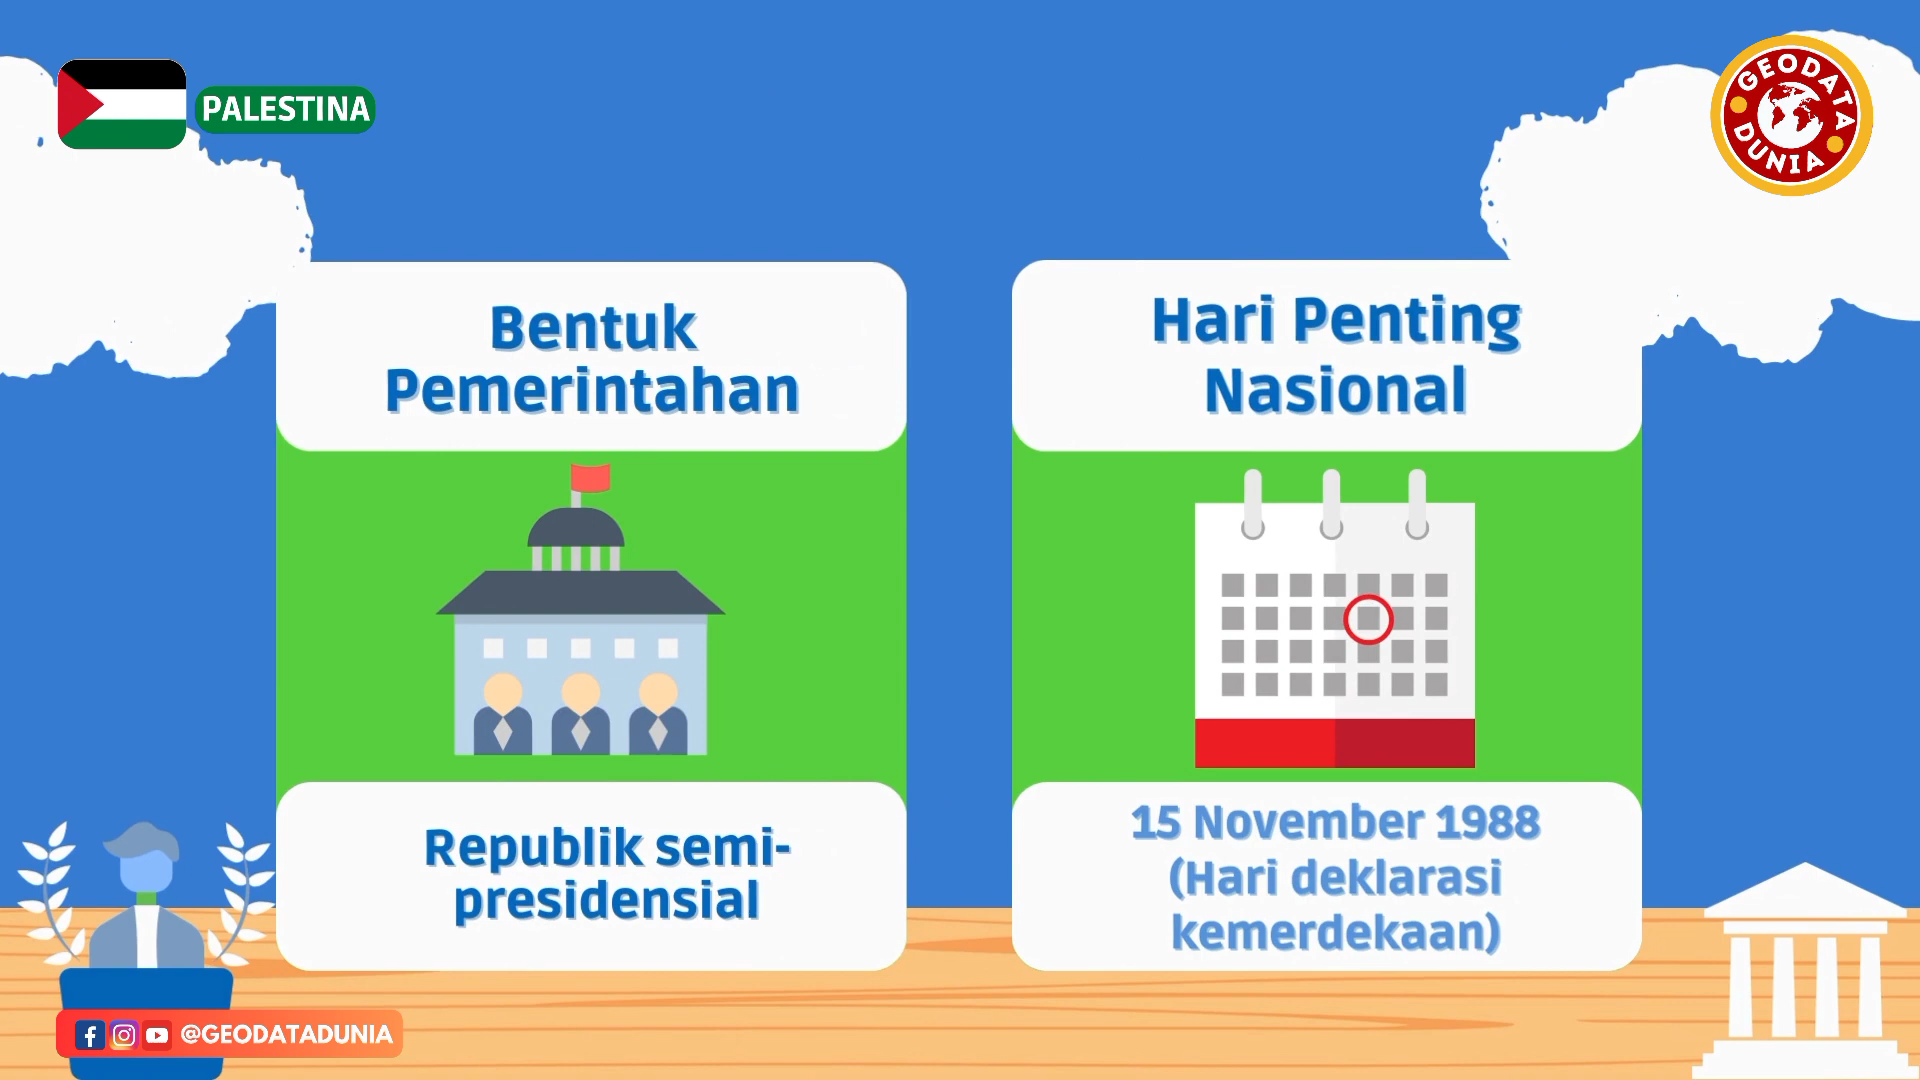 PALESTINA
GEODATA
DUNIA
Bentuk
Pemerintahan
Hari Penting
Nasional
Republik semi-
presidensial
15 November 1988
(Hari deklarasi
kemerdekaan)
@GEODATADUNIA